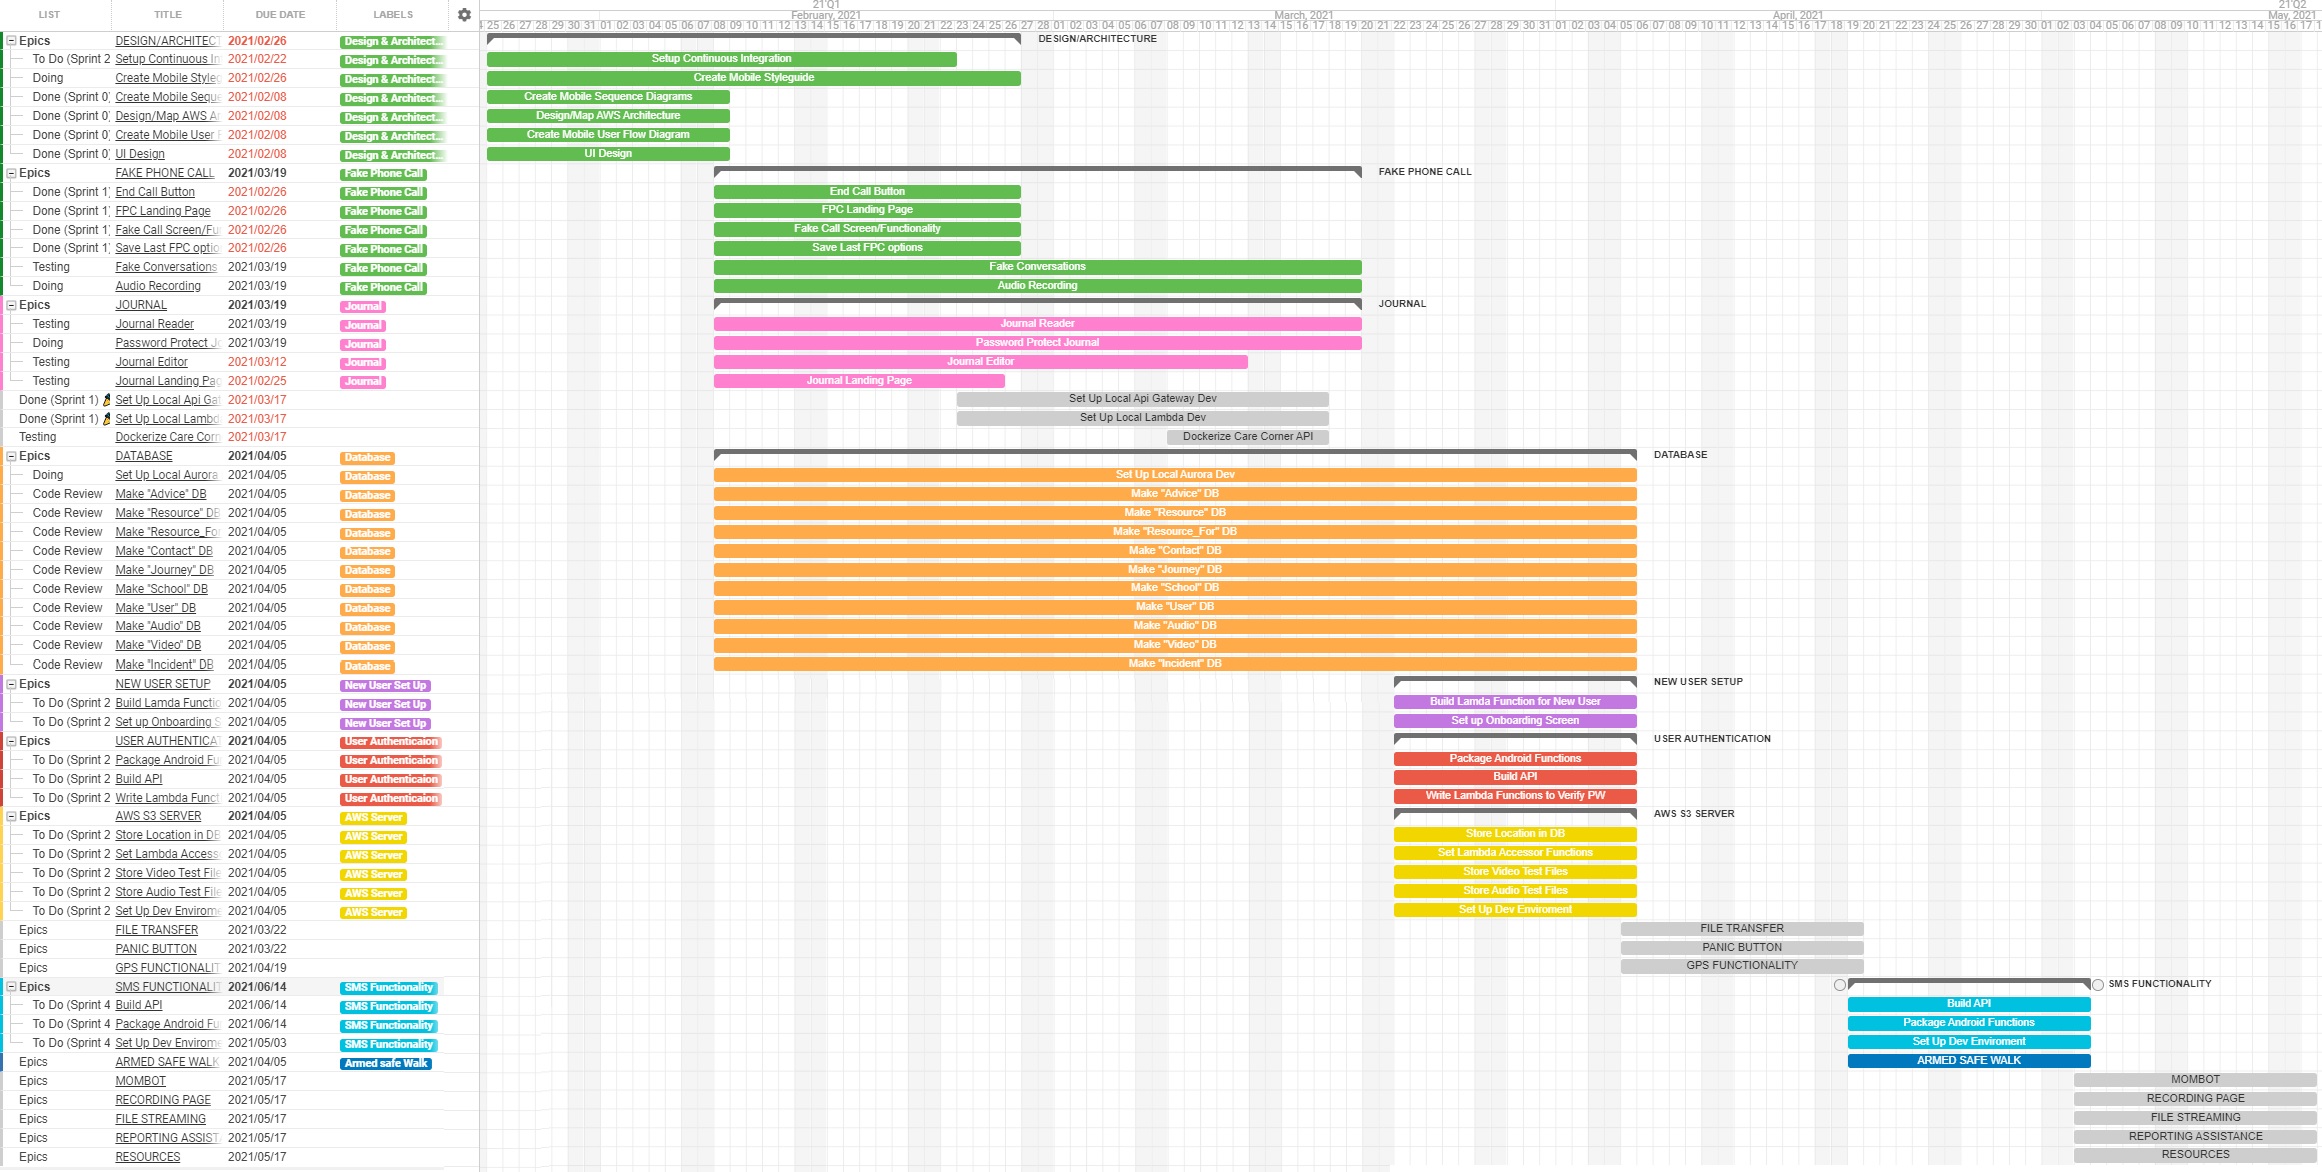 21'Q1 21'Q2
LIST TITLE DUE DATE LABELS February, 2021 March, 2021 April, 2021 May, 2021
25 26 27 28 29 30 31 01 02 03 04 05 06 07 08 09 10 11 12 13 14 15 16 17 18 19 20 21 22 23 24 25 26 27 28 01 02 03 04 05 06 07 08 09 10 11 12 13 14 15 16 17 18 19 20 21 22 23 24 25 26 27 28 29 30 31 01 02 03 04 05 06 07 08 09 10 11 12 13 14 15 16 17 18 19 20 21 22 23 24 25 26 27 28 29 30 01 02 03 04 05 06 07 08 09 10 11 12 13 14 15 16 17
Epics DESIGN/ARCHITECT 2021/02/26 Design & Architect... DESIGN/ARCHITECTURE
To Do (Sprint 2 Setup Continuous In 2021/02/22 Design & Architect... Setup Continuous Integration
Doing Create Mobile Styleg 2021/02/26 Design & Architect... Create Mobile Styleguide
Done (Sprint 0) Create Mobile Seque 2021/02/08 Design & Architect... Create Mobile Sequence Diagrams
Done (Sprint 0) Design/Map AWS Ar 2021/02/08 Design & Architect... Design/Map AWS Architecture
Done (Sprint 0) Create Mobile User F 2021/02/08 Design & Architect... Create Mobile User Flow Diagram
Done (Sprint 0) UI Design 2021/02/08 Design & Architect... UI Design
Epics FAKE PHONE CALL 2021/03/19 Fake Phone Call FAKE PHONE CALL
Done (Sprint 1) End Call Button 2021/02/26 Fake Phone Call End Call Button
Done (Sprint 1) FPC Landing Page 2021/02/26 Fake Phone Call FPC Landing Page
Done (Sprint 1) Fake Call Screen/Fu 2021/02/26 Fake Phone Call Fake Call Screen/Functionality
Done (Sprint 1) Save Last FPC optio 2021/02/26 Fake Phone Call Save Last FPC options
Testing Fake Conversations 2021/03/19 Fake Phone Call Fake Conversations
Doing Audio Recording 2021/03/19 Fake Phone Call Audio Recording
Epics JOURNAL 2021/03/19 Journal JOURNAL
Testing Journal Reader 2021/03/19 Journal Journal Reader
Doing Password Protect Jo 2021/03/19 Journal Password Protect Journal
Testing Journal Editor 2021/03/12 Journal Journal Editor
Testing Journal Landing Pag 2021/02/25 Journal Journal Landing Page
Done (Sprint 1) Set Up Local Api Gat 2021/03/17 Set Up Local Api Gateway Dev
Done (Sprint 1) Set Up Local Lambd 2021/03/17 Set Up Local Lambda Dev
Testing Dockerize Care Corn 2021/03/17 Dockerize Care Corner API
Epics DATABASE 2021/04/05 Database DATABASE
Doing Set Up Local Aurora 2021/04/05 Database Set Up Local Aurora Dev
Code Review Make "Advice" DB 2021/04/05 Database Make "Advice" DB
Code Review Make "Resource" DB 2021/04/05 Database Make "Resource" DB
Code Review Make "Resource_For 2021/04/05 Database Make "Resource_For" DB
Code Review Make "Contact" DB 2021/04/05 Database Make "Contact" DB
Code Review Make "Journey" DB 2021/04/05 Database Make "Journey" DB
Code Review Make "School" DB 2021/04/05 Database Make "School" DB
Code Review Make "User" DB 2021/04/05 Database Make "User" DB
Code Review Make "Audio" DB 2021/04/05 Database Make "Audio" DB
Code Review Make "Video" DB 2021/04/05 Database Make "Video" DB
Code Review Make "Incident" DB 2021/04/05 Database Make "Incident" DB
Epics NEW USER SETUP 2021/04/05 New User Set Up NEW USER SETUP
To Do (Sprint 2 Build Lamda Functio 2021/04/05 New User Set Up Build Lamda Function for New User
To Do (Sprint 2 Set up Onboarding S 2021/04/05 New User Set Up Set up Onboarding Screen
Epics USER AUTHENTICAT 2021/04/05 User Authenticaion USER AUTHENTICATION
To Do (Sprint 2 Package Android Fu 2021/04/05 User Authenticaion Package Android Functions
To Do (Sprint 2 Build API 2021/04/05 User Authenticaion Build API
To Do (Sprint 2 Write Lambda Funct 2021/04/05 User Authenticaion Write Lambda Functions to Verify PW
Epics AWS S3 SERVER 2021/04/05 AWS Server AWS S3 SERVER
To Do (Sprint 2 Store Location in DB 2021/04/05 AWS Server Store Location in DB
To Do (Sprint 2 Set Lambda Access 2021/04/05 AWS Server Set Lambda Accessor Functions
To Do (Sprint 2 Store Video Test File 2021/04/05 AWS Server Store Video Test Files
To Do (Sprint 2 Store Audio Test File 2021/04/05 AWS Server Store Audio Test Files
To Do (Sprint 2 Set Up Dev Envirome 2021/04/05 AWS Server Set Up Dev Enviroment
Epics FILE TRANSFER 2021/03/22 FILE TRANSFER
Epics PANIC BUTTON 2021/03/22 PANIC BUTTON
Epics GPS FUNCTIONALIT 2021/04/19 GPS FUNCTIONALITY
Epics SMS FUNCTIONALIT 2021/06/14 SMS Functionality SMS FUNCTIONALITY
To Do (Sprint 4 Build API 2021/06/14 SMS Functionality Build API
To Do (Sprint 4 Package Android Fu 2021/06/14 SMS Functionality Package Android Functions
To Do (Sprint 4 Set Up Dev Envirome 2021/05/03 SMS Functionality Set Up Dev Enviroment
Epics ARMED SAFE WALK 2021/04/05 Armed safe Walk ARMED SAFE WALK
Epics MOMBOT 2021/05/17 MOMBOT
Epics RECORDING PAGE 2021/05/17 RECORDING PAGE
Epics FILE STREAMING 2021/05/17 FILE STREAMING
Epics REPORTING ASSIST 2021/05/17 REPORTING ASSISTANCE
Epics RESOURCES 2021/05/17 RESOURCES